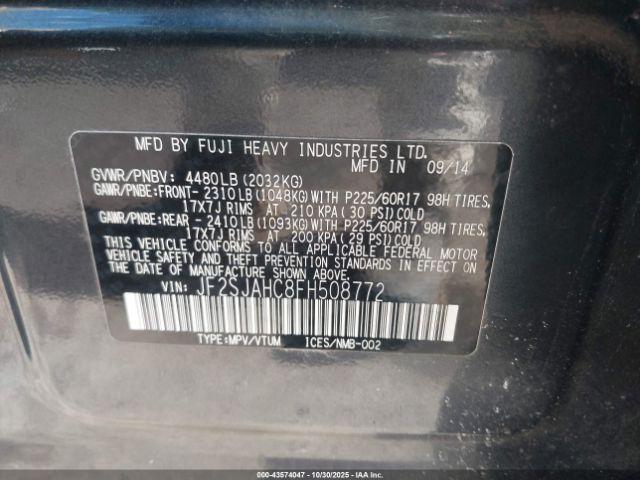 MFD BY FUJI HEAVY INDUSTRIES LTD.
MFD IN 09/14
GVWR/PNBV: 4480LB (2032KG)
GAWR/PNBE:FRONT- 2310LB (1048KG)WITH P225/60R17 98H TIRES,
17X7J RIMS AT 210 KPA (30 PSI)COLD
GAWR/PNBE:REAR - 2410LB (1093KG)WITH P225/60R17 98H TIRES,
17X7J RIMS AT 200 KPA (29 PSI)COLD
THIS VEHICLE CONFORMS TO ALL APPLICABLE FEDERAL MOTOR
VEHICLE SAFETY AND THEFT PREVENTION STANDARDS IN EFFECT
ON THE DATE OF MANUFACTURE SHOWN ABOVE.
VIN: JF2SJAHC8FH508772
TYPE:MPV/VTUM ICES/NMB-002
000-43574047 - 10/30/2025 - COPYRIGHT IAA, LLC